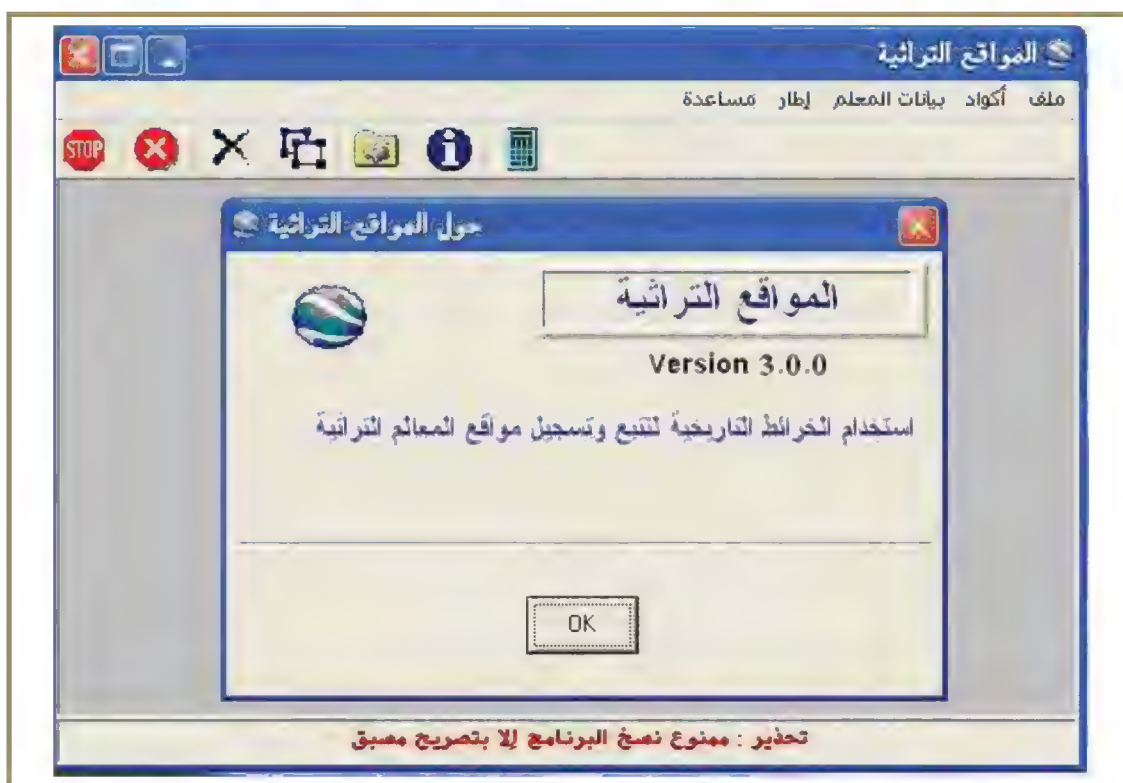 المواقع التراثية
ملف أكواد بيانات المعلم إطار مساعدة
STOP
حول المواقع التراثية
المواقع التراثية
Version 3.0.0
استخدام الخرائط التاريخية لتتبع وتسجيل مواقع المعالم التراثية
OK
تحذير : ممنوع نسخ البرنامج إلا بتصريح مسبق